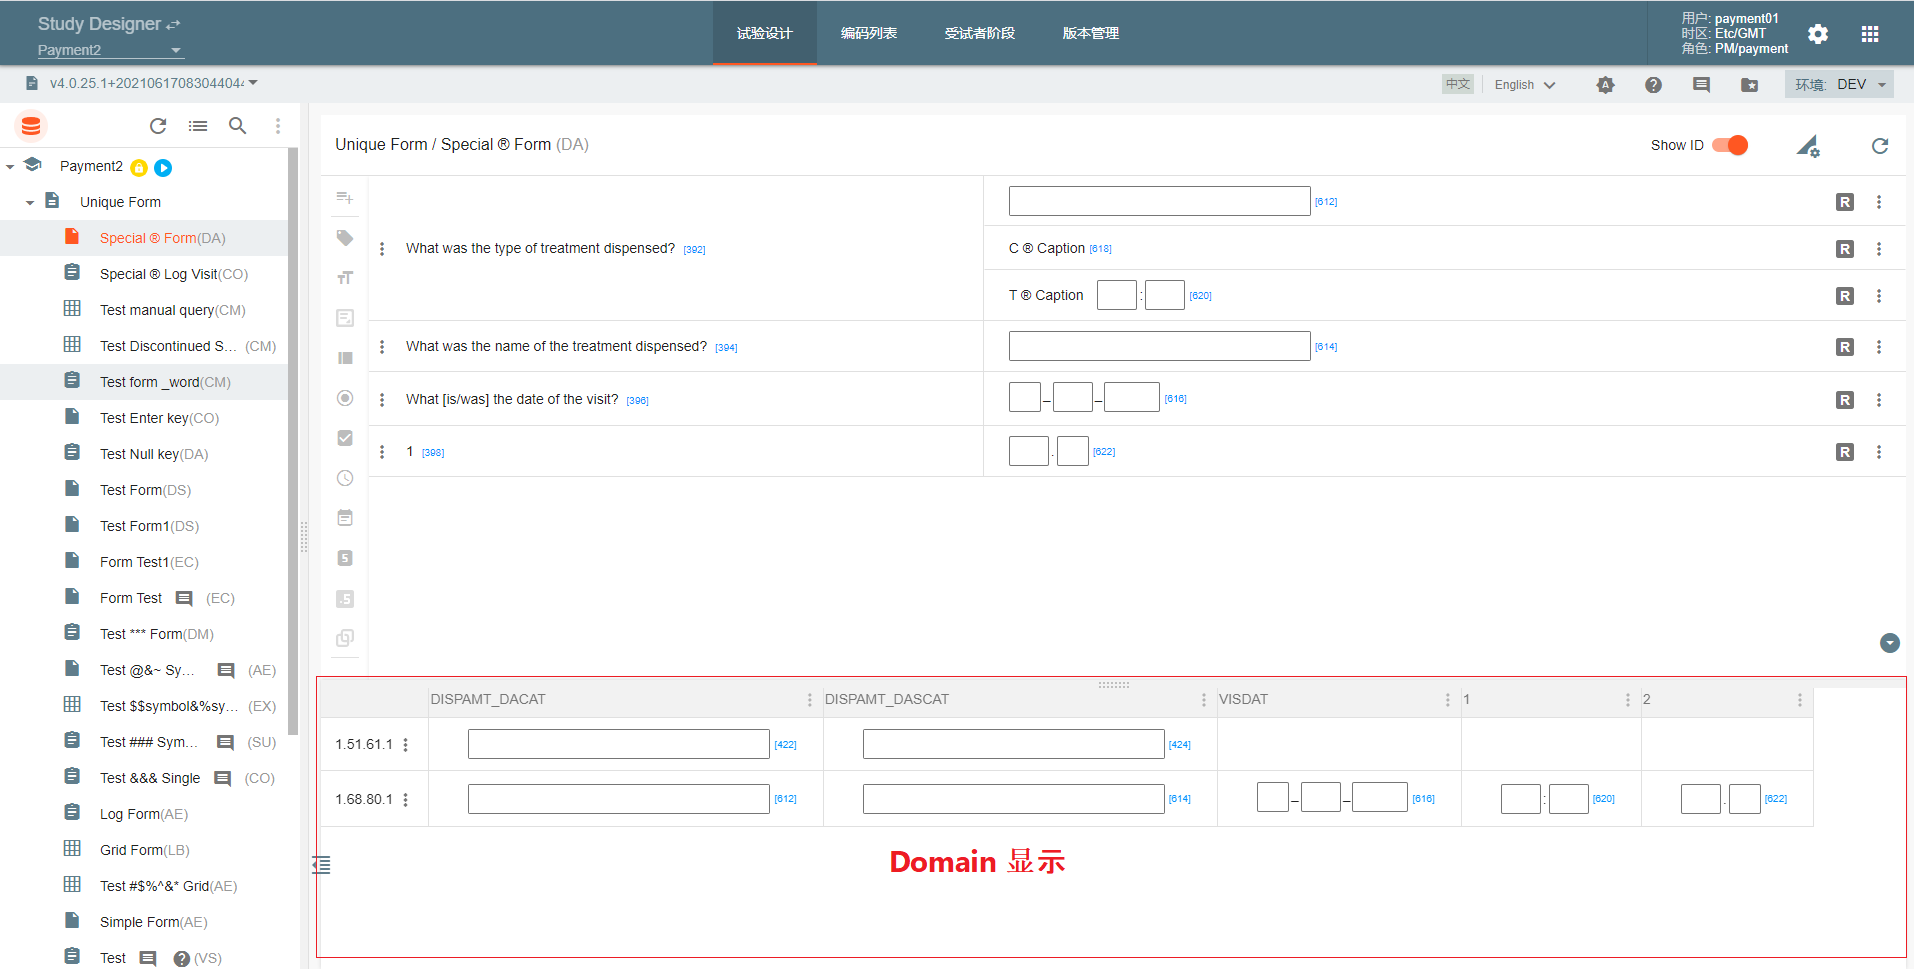 Study Designer
Payment2
试验设计
编码列表
受试者阶段
版本管理
用户: payment01
时区: Etc/GMT
角色: PM/payment
v4.0.25.1+2021061708304404
中文
English
环境: DEV
Payment2
Unique Form
Special ® Form(DA)
Special ® Log Visit(CO)
Test manual query(CM)
Test Discontinued S... (CM)
Test form _word(CM)
Test Enter key(CO)
Test Null key(DA)
Test Form(DS)
Test Form1(DS)
Form Test1(EC)
Form Test (EC)
Test *** Form(DM)
Test @&~ Sy... (AE)
Test $$symbol&%sy... (EX)
Test ### Sym... (SU)
Test &&& Single (CO)
Log Form(AE)
Grid Form(LB)
Test #$%^&* Grid(AE)
Simple Form(AE)
Test (VS)
Unique Form / Special ® Form (DA)
Show ID
What was the type of treatment dispensed? [392]
[612]
R
C ® Caption [618]
R
T ® Caption : [620]
R
What was the name of the treatment dispensed? [394]
[614]
R
What [is/was] the date of the visit? [396]
– – [616]
R
1 [398]
. [622]
R
DISPAMT_DACAT DISPAMT_DASCAT VISDAT 1 2
1.51.61.1 [422] [424]
1.68.80.1 [612] [614] – – [616] : [620] . [622]
Domain 显示